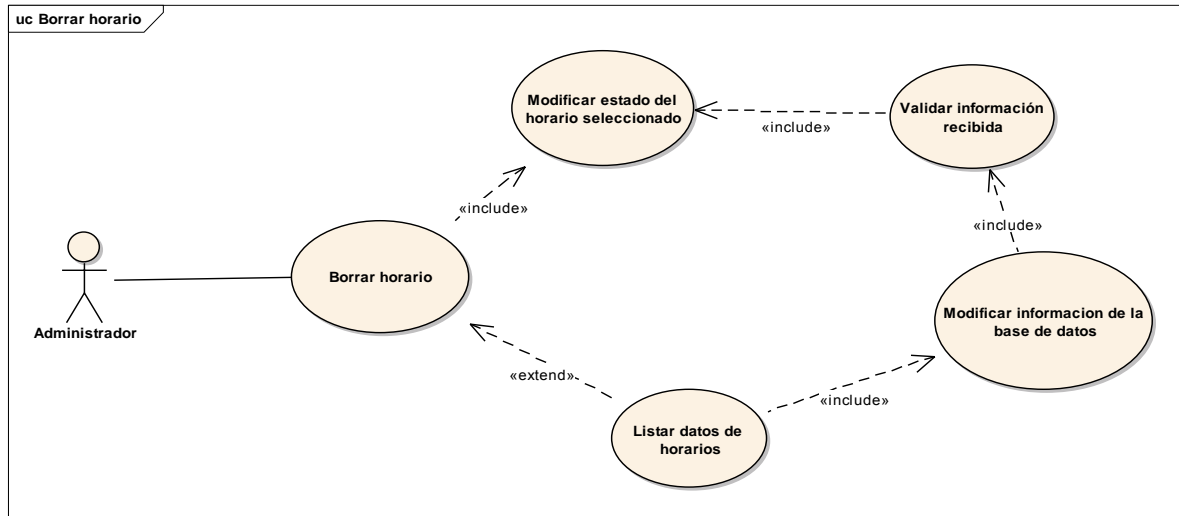 uc Borrar horario
Modificar estado del
horario seleccionado
Validar información
recibida
«include»
«include»
«include»
Borrar horario
Modificar informacion de la
base de datos
Administrador
«extend»
«include»
Listar datos de
horarios